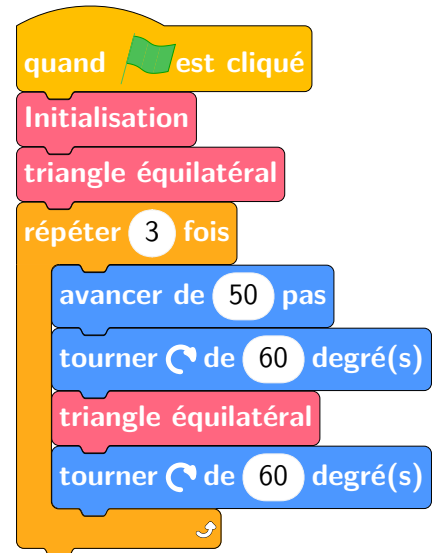 quand est cliqué
Initialisation
triangle équilatéral
répéter 3 fois
avancer de 50 pas
tourner de 60 degré(s)
triangle équilatéral
tourner de 60 degré(s)